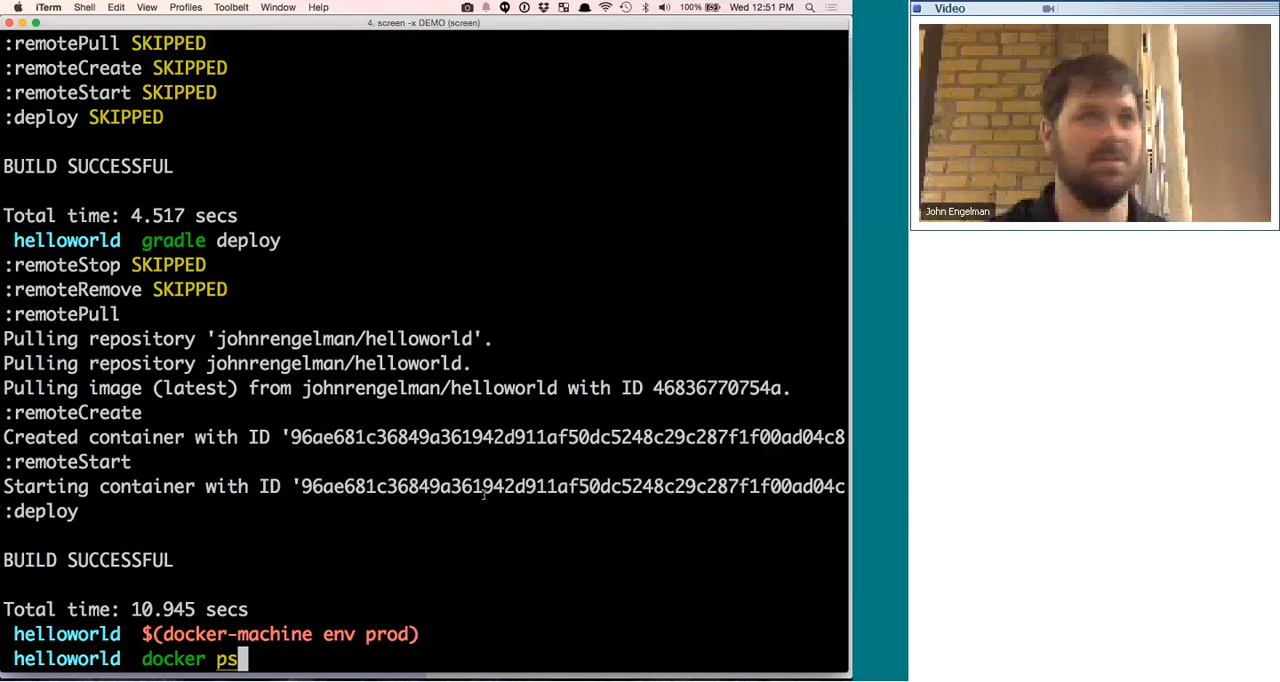 iTerm Shell Edit View Profiles Toolbelt Window Help 100% Wed 12:51 PM
4. screen -x DEMO (screen)
:remotePull SKIPPED
:remoteCreate SKIPPED
:remoteStart SKIPPED
:deploy SKIPPED
BUILD SUCCESSFUL
Total time: 4.517 secs
helloworld gradle deploy
:remoteStop SKIPPED
:remoteRemove SKIPPED
:remotePull
Pulling repository 'johnrengelman/helloworld'.
Pulling repository johnrengelman/helloworld.
Pulling image (latest) from johnrengelman/helloworld with ID 46836770754a.
:remoteCreate
Created container with ID '96ae681c36849a361942d911af50dc5248c29c287f1f00ad04c8
:remoteStart
Starting container with ID '96ae681c36849a361942d911af50dc5248c29c287f1f00ad04c
:deploy
BUILD SUCCESSFUL
Total time: 10.945 secs
helloworld $(docker-machine env prod)
helloworld docker ps
Video
John Engelman